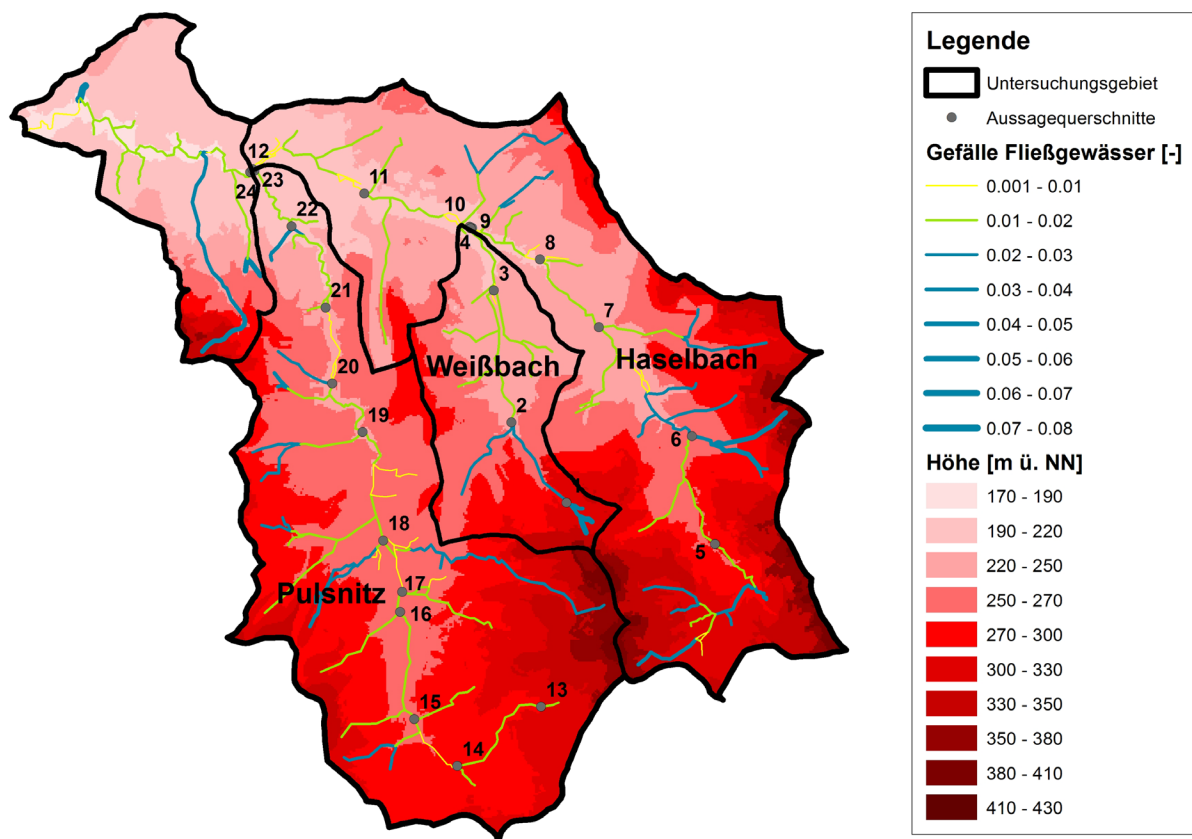 12
23
24
22
11
10
9
4
8
3
21
7
Weißbach
Haselbach
20
2
19
6
1
18
5
17
Pulsnitz
16
13
15
14
Legende
Untersuchungsgebiet
Aussagequerschnitte
Gefälle Fließgewässer [-]
0.001 - 0.01
0.01 - 0.02
0.02 - 0.03
0.03 - 0.04
0.04 - 0.05
0.05 - 0.06
0.06 - 0.07
0.07 - 0.08
Höhe [m ü. NN]
170 - 190
190 - 220
220 - 250
250 - 270
270 - 300
300 - 330
330 - 350
350 - 380
380 - 410
410 - 430